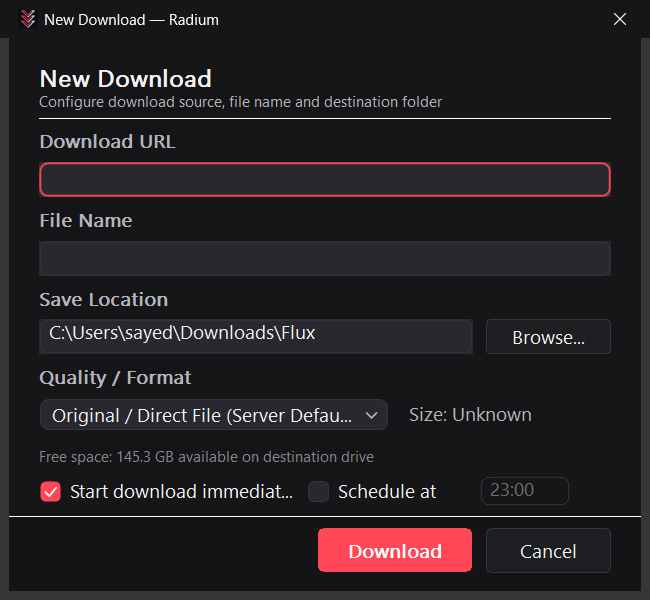 New Download — Radium
New Download
Configure download source, file name and destination folder
Download URL
File Name
Save Location
C:\Users\sayed\Downloads\Flux
Browse...
Quality / Format
Original / Direct File (Server Defau...
Size: Unknown
Free space: 145.3 GB available on destination drive
Start download immediat...
Schedule at
23:00
Download
Cancel